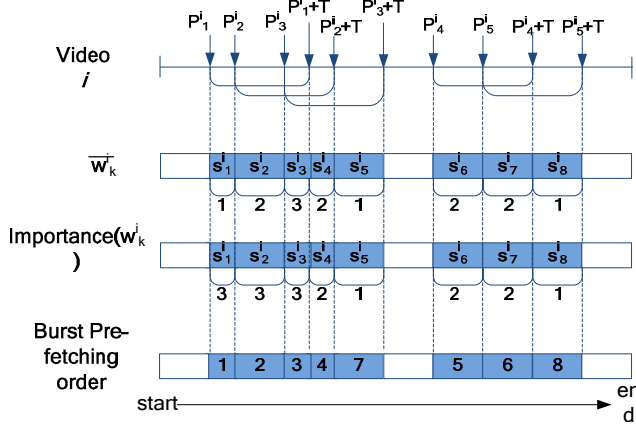 P^i_1 P^i_2 P^i_3 P^i_1+T P^i_2+T P^i_3+T P^i_4 P^i_5 P^i_4+T P^i_5+T
Video
i
w^i_k
s^i_1 s^i_2 s^i_3 s^i_4 s^i_5 s^i_6 s^i_7 s^i_8
1 2 3 2 1 2 2 1
Importance(w^i_k
)
s^i_1 s^i_2 s^i_3 s^i_4 s^i_5 s^i_6 s^i_7 s^i_8
3 3 3 2 1 2 2 1
Burst Pre-
fetching
order
1 2 3 4 7 5 6 8
start
en
d